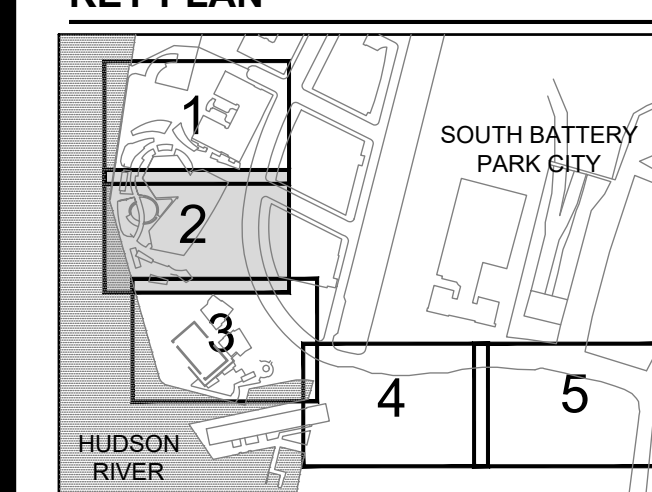 KEY PLAN
1
SOUTH BATTERY
PARK CITY
2
3
4
5
HUDSON
RIVER